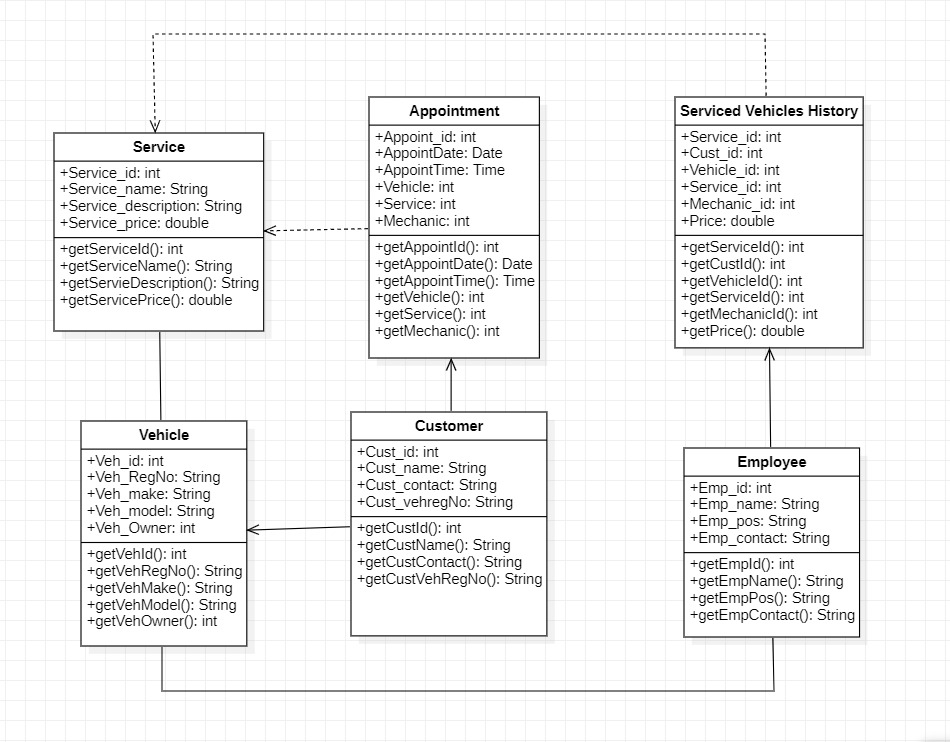 Service
+Service_id: int
+Service_name: String
+Service_description: String
+Service_price: double
+getServiceId(): int
+getServiceName(): String
+getServieDescription(): String
+getServicePrice(): double
Appointment
+Appoint_id: int
+AppointDate: Date
+AppointTime: Time
+Vehicle: int
+Service: int
+Mechanic: int
+getAppointId(): int
+getAppointDate(): Date
+getAppointTime(): Time
+getVehicle(): int
+getService(): int
+getMechanic(): int
Serviced Vehicles History
+Service_id: int
+Cust_id: int
+Vehicle_id: int
+Service_id: int
+Mechanic_id: int
+Price: double
+getServiceId(): int
+getCustId(): int
+getVehicleId(): int
+getServiceId(): int
+getMechanicId(): int
+getPrice(): double
Vehicle
+Veh_id: int
+Veh_RegNo: String
+Veh_make: String
+Veh_model: String
+Veh_Owner: int
+getVehId(): int
+getVehRegNo(): String
+getVehMake(): String
+getVehModel(): String
+getVehOwner(): int
Customer
+Cust_id: int
+Cust_name: String
+Cust_contact: String
+Cust_vehregNo: String
+getCustId(): int
+getCustName(): String
+getCustContact(): String
+getCustVehRegNo(): String
Employee
+Emp_id: int
+Emp_name: String
+Emp_pos: String
+Emp_contact: String
+getEmpId(): int
+getEmpName(): String
+getEmpPos(): String
+getEmpContact(): String